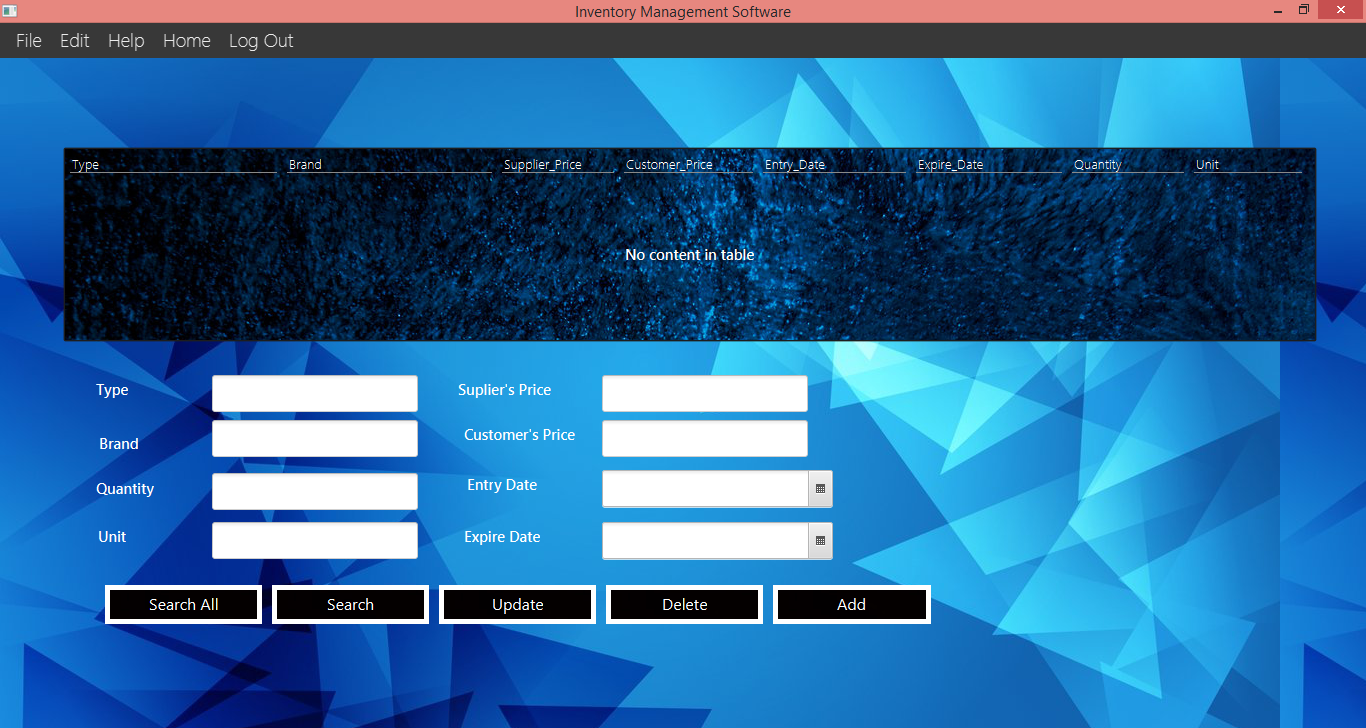 Inventory Management Software
File Edit Help Home Log Out
Type Brand Supplier_Price Customer_Price Entry_Date Expire_Date Quantity Unit
No content in table
Type Suplier's Price
Brand Customer's Price
Quantity Entry Date
Unit Expire Date
Search All Search Update Delete Add